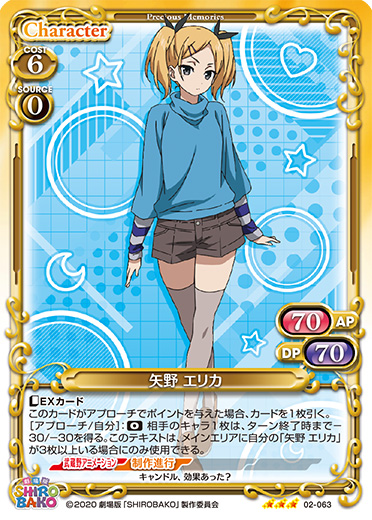 Precious Memories
Character
COST
6
SOURCE
0
70 AP
DP 70
矢野 エリカ
EXカード
このカードがアプローチでポイントを与えた場合、カードを1枚引く。
[アプローチ/自分]: 相手のキャラ1枚は、ターン終了時まで－
30/－30を得る。このテキストは、メインエリアに自分の「矢野 エリカ」
が3枚以上いる場合にのみ使用できる。
武蔵野アニメーション 制作進行
キャンドル、効果あった?
劇場版
SHIRO
BAKO
©2020 劇場版「SHIROBAKO」製作委員会
02-063